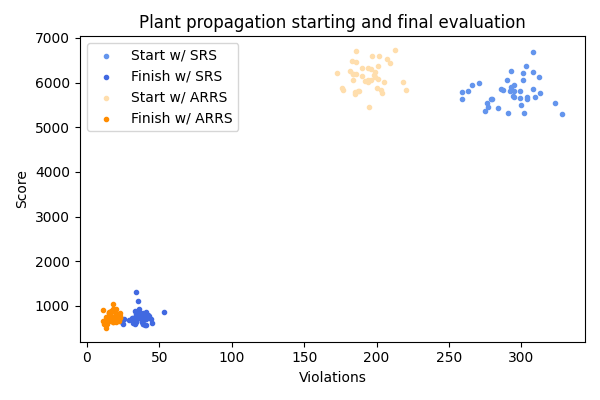 Plant propagation starting and final evaluation
Start w/ SRS
Finish w/ SRS
Start w/ ARRS
Finish w/ ARRS
7000
6000
5000
4000
3000
2000
1000
Score
0
50
100
150
200
250
300
Violations